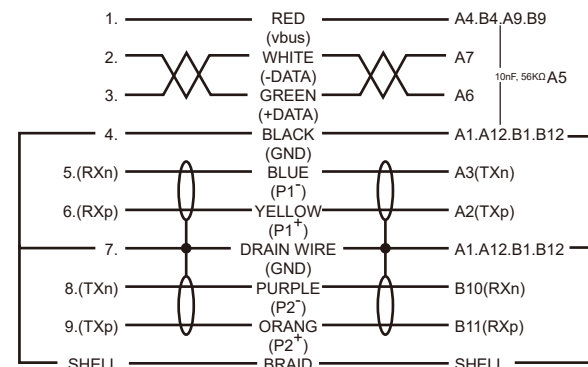 1. RED A4.B4.A9.B9
(vbus)
2. WHITE A7
(-DATA)
10nF, 56KΩ A5
3. GREEN A6
(+DATA)
4. BLACK A1.A12.B1.B12
(GND)
5.(RXn) BLUE A3(TXn)
(P1-)
6.(RXp) YELLOW A2(TXp)
(P1+)
7. DRAIN WIRE A1.A12.B1.B12
(GND)
8.(TXn) PURPLE B10(RXn)
(P2-)
9.(TXp) ORANG B11(RXp)
(P2+)
SHELL BRAID SHELL